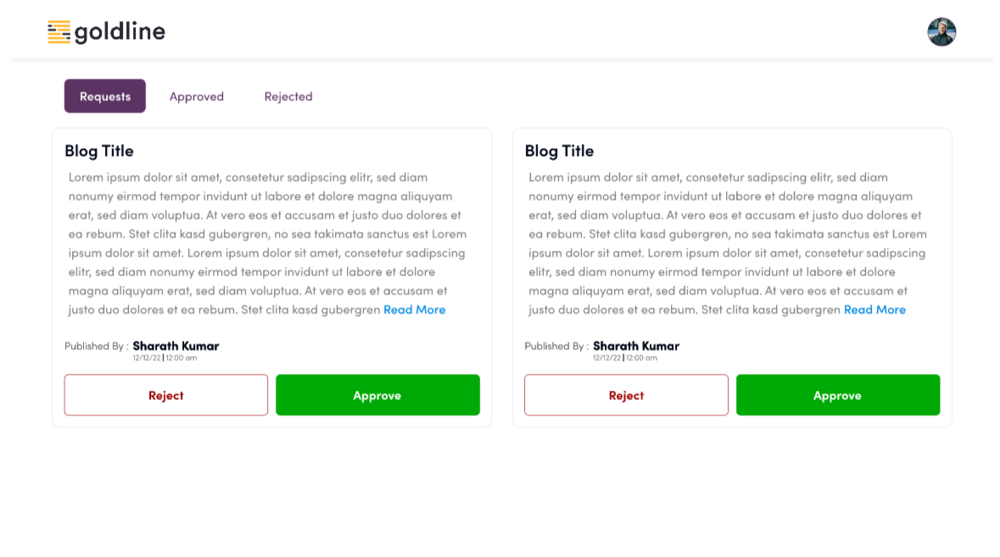 goldline
Requests Approved Rejected
Blog Title
Lorem ipsum dolor sit amet, consetetur sadipscing elitr, sed diam
nonumy eirmod tempor invidunt ut labore et dolore magna aliquyam
erat, sed diam voluptua. At vero eos et accusam et justo duo dolores et
ea rebum. Stet clita kasd gubergren, no sea takimata sanctus est Lorem
ipsum dolor sit amet. Lorem ipsum dolor sit amet, consetetur sadipscing
elitr, sed diam nonumy eirmod tempor invidunt ut labore et dolore
magna aliquyam erat, sed diam voluptua. At vero eos et accusam et
justo duo dolores et ea rebum. Stet clita kasd gubergren Read More
Published By : Sharath Kumar
12/12/22 | 12:00 am
Reject Approve
Blog Title
Lorem ipsum dolor sit amet, consetetur sadipscing elitr, sed diam
nonumy eirmod tempor invidunt ut labore et dolore magna aliquyam
erat, sed diam voluptua. At vero eos et accusam et justo duo dolores et
ea rebum. Stet clita kasd gubergren, no sea takimata sanctus est Lorem
ipsum dolor sit amet. Lorem ipsum dolor sit amet, consetetur sadipscing
elitr, sed diam nonumy eirmod tempor invidunt ut labore et dolore
magna aliquyam erat, sed diam voluptua. At vero eos et accusam et
justo duo dolores et ea rebum. Stet clita kasd gubergren Read More
Published By : Sharath Kumar
12/12/22 | 12:00 am
Reject Approve